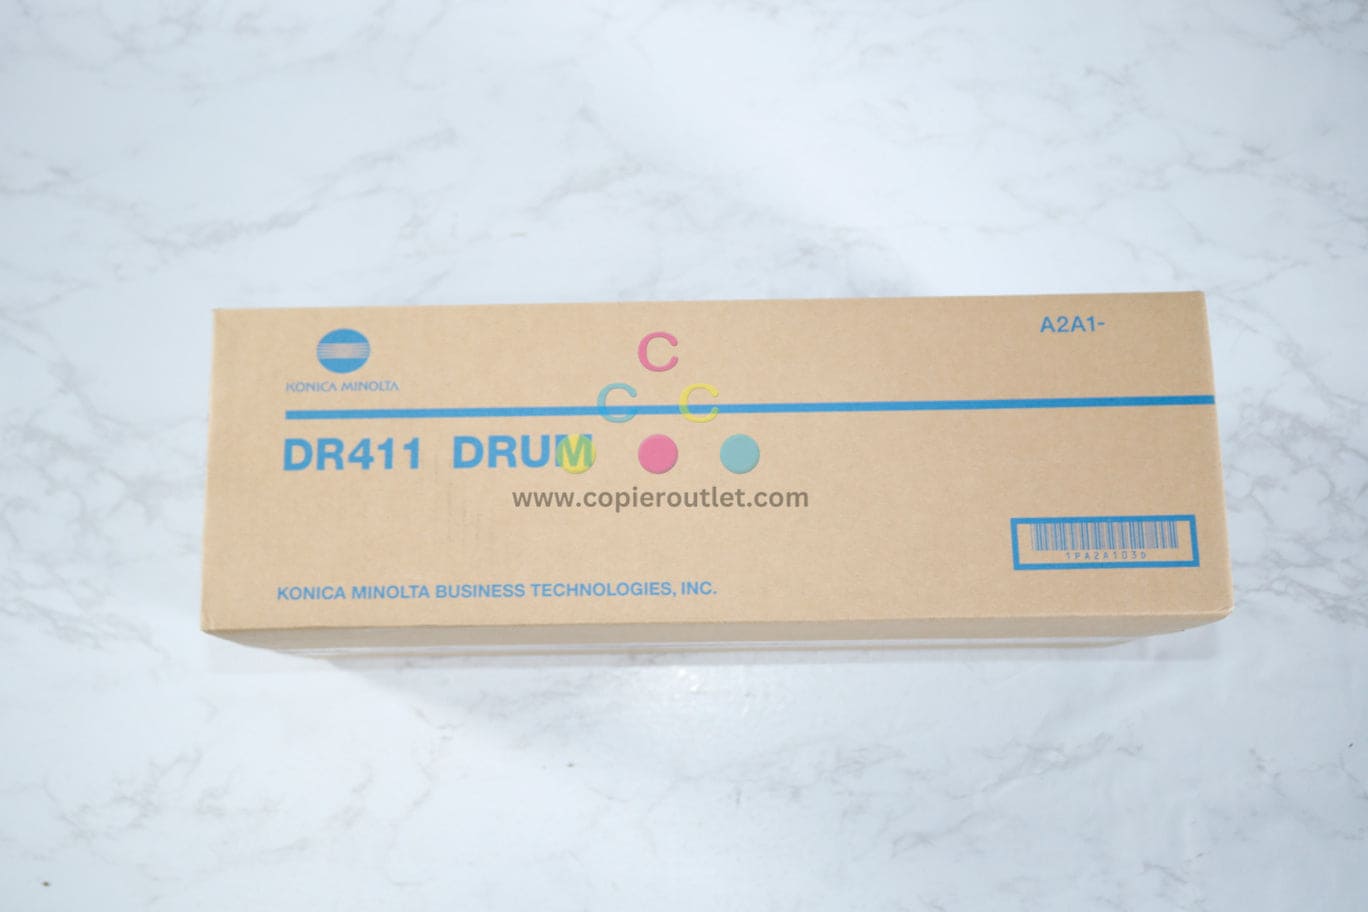 A2A1-
KONICA MINOLTA
DR411 DRUM
C
C C
www.copieroutlet.com
1PA2A103D
KONICA MINOLTA BUSINESS TECHNOLOGIES, INC.